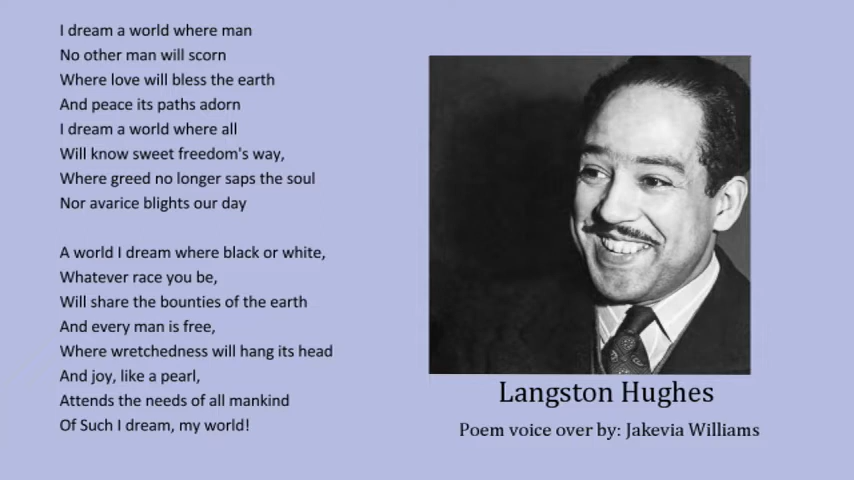 I dream a world where man
No other man will scorn
Where love will bless the earth
And peace its paths adorn
I dream a world where all
Will know sweet freedom's way,
Where greed no longer saps the soul
Nor avarice blights our day
A world I dream where black or white,
Whatever race you be,
Will share the bounties of the earth
And every man is free,
Where wretchedness will hang its head
And joy, like a pearl,
Attends the needs of all mankind
Of Such I dream, my world!
Langston Hughes
Poem voice over by: Jakevia Williams